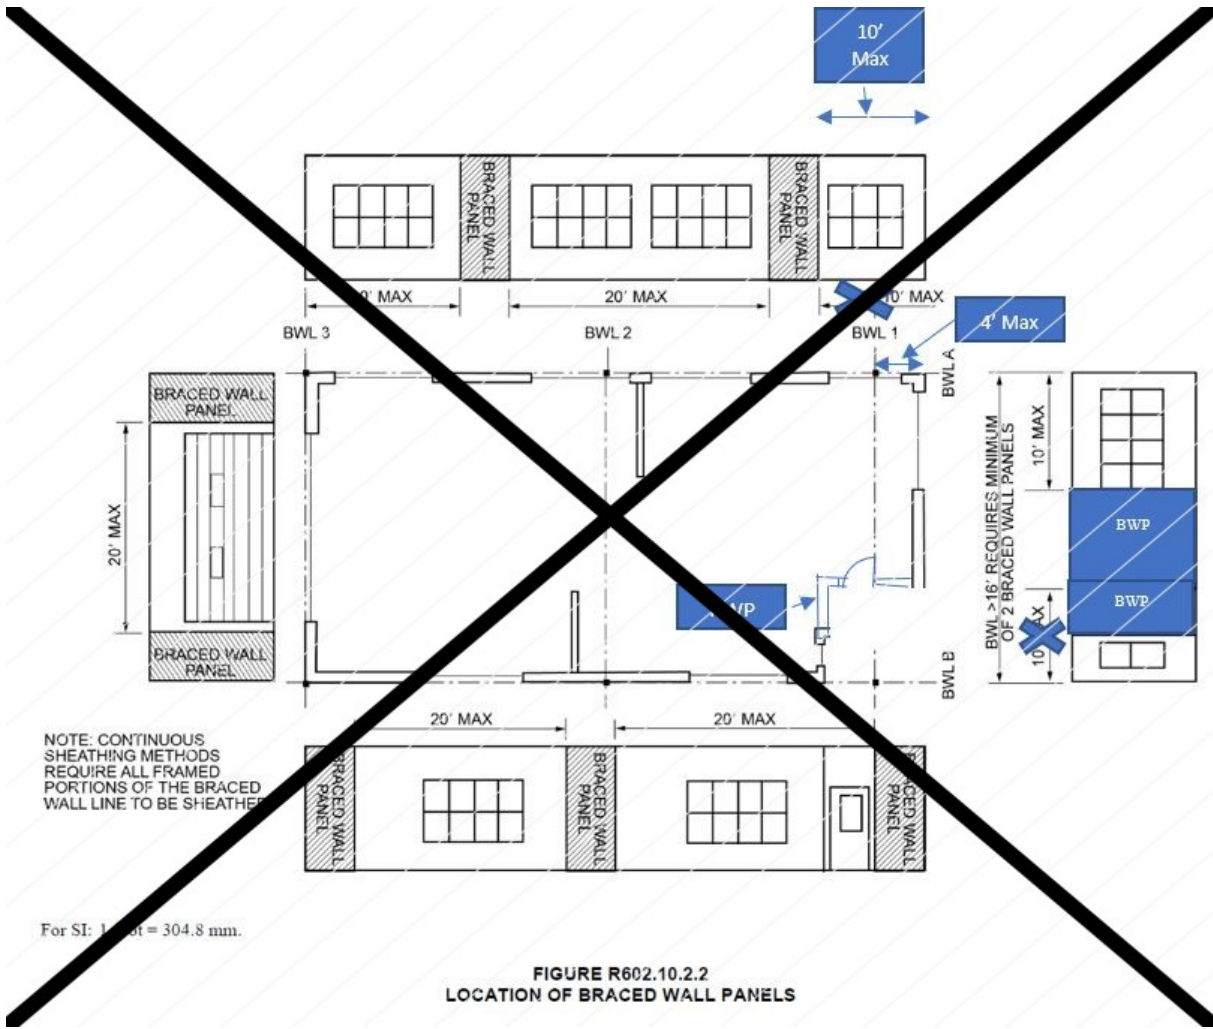 10'
Max
BRACED WALL
PANEL
BRACED WALL
PANEL
MAX
20' MAX
10' MAX
BWL 3
BWL 2
BWL 1
4' Max
BWL A
BRACED WALL
PANEL
20' MAX
BRACED WALL
PANEL
BWL >16' REQUIRES MINIMUM
OF 2 BRACED WALL PANELS
10' MAX
BWP
BWP
BWL B
20' MAX
20' MAX
NOTE: CONTINUOUS
SHEATHING METHODS
REQUIRE ALL FRAMED
PORTIONS OF THE BRACED
WALL LINE TO BE
BRACED WALL
PANEL
BRACED WALL
PANEL
BRACED WALL
PANEL
For SI:
= 304.8 mm.
FIGURE R602.10.2.2
LOCATION OF BRACED WALL PANELS